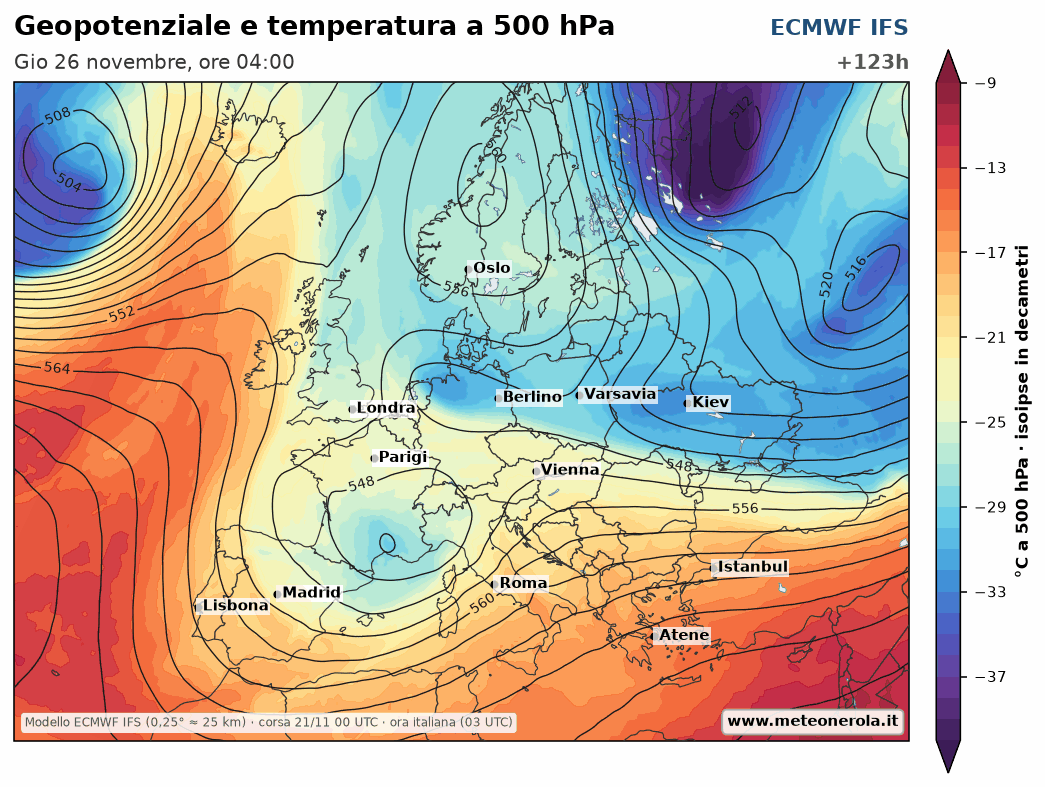 Geopotenziale e temperatura a 500 hPa
ECMWF IFS
Gio 26 novembre, ore 04:00
+123h
508
504
512
560
516
520
556
552
564
Oslo
Berlino
Varsavia
Kiev
Londra
Parigi
Vienna
548
548
556
Istanbul
Roma
Madrid
Lisbona
560
Atene
Modello ECMWF IFS (0,25° ≈ 25 km) · corsa 21/11 00 UTC · ora italiana (03 UTC)
www.meteonerola.it
−9
−13
−17
−21
−25
−29
−33
−37
°C a 500 hPa · isoipse in decametri